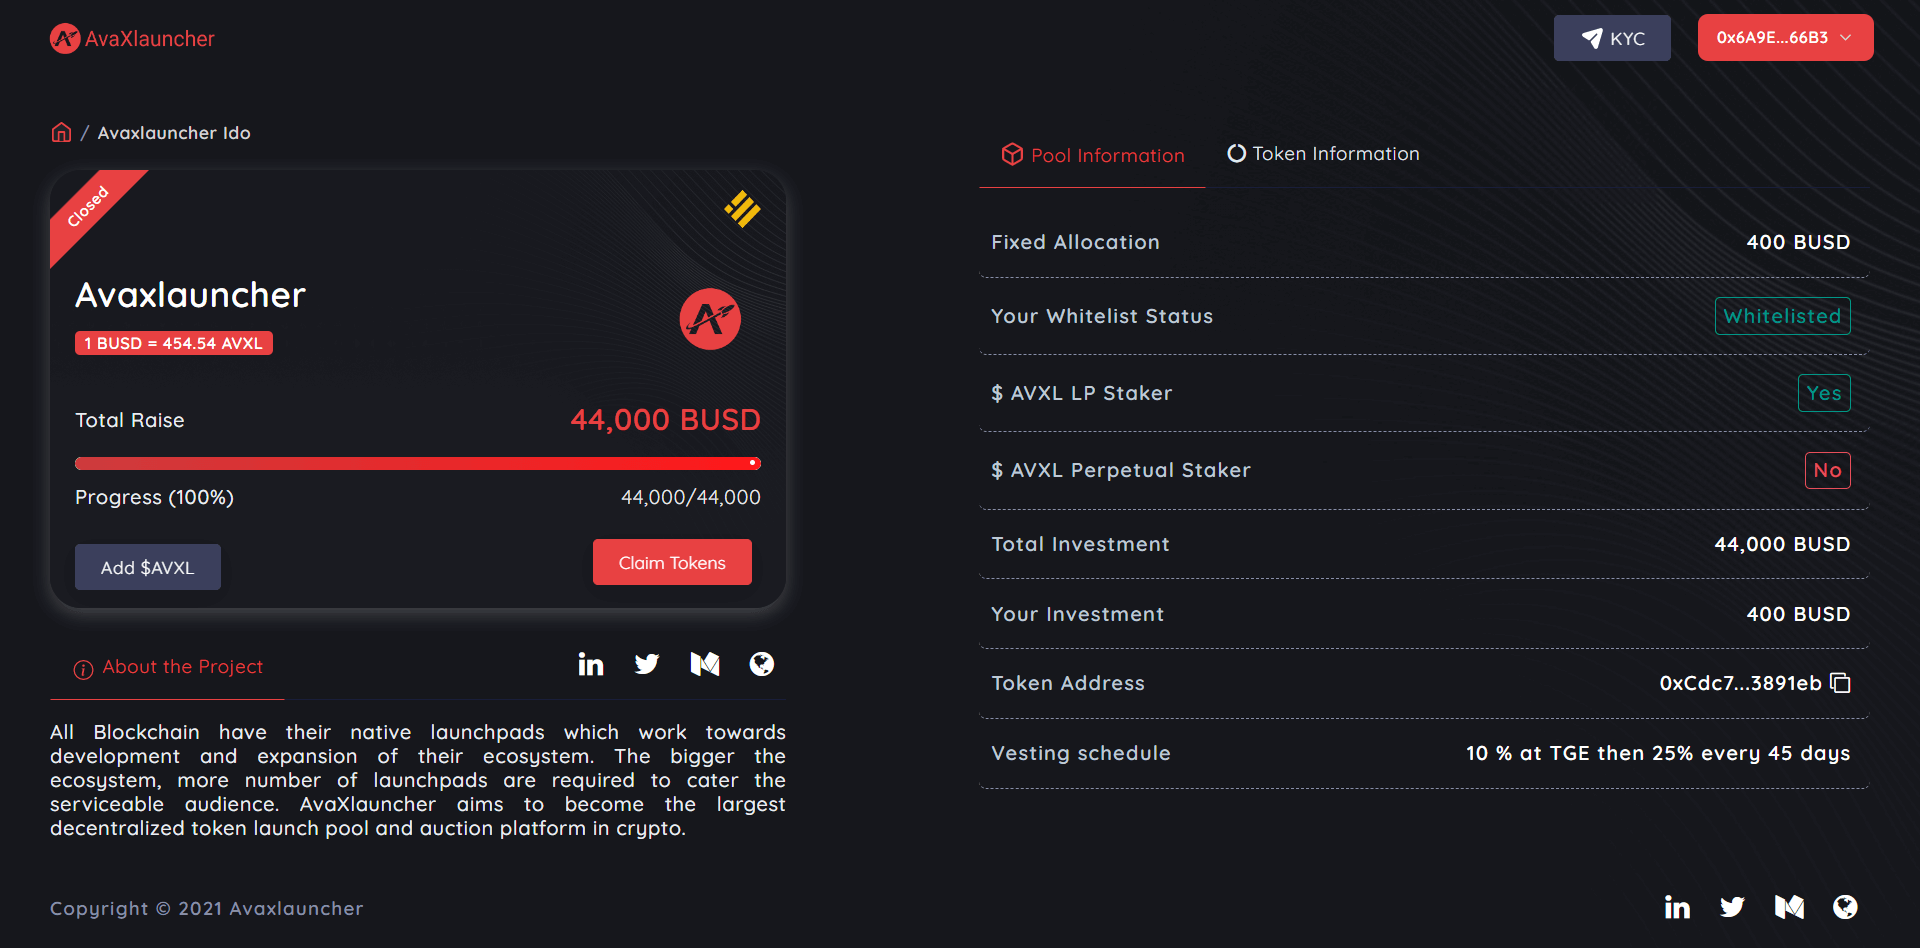 AvaXlauncher
KYC
0x6A9E...66B3
/ Avaxlauncher Ido
Closed
Avaxlauncher
1 BUSD = 454.54 AVXL
Total Raise
44,000 BUSD
Progress (100%)
44,000/44,000
Add $AVXL
Claim Tokens
About the Project
All Blockchain have their native launchpads which work towards
development and expansion of their ecosystem. The bigger the
ecosystem, more number of launchpads are required to cater the
serviceable audience. AvaXlauncher aims to become the largest
decentralized token launch pool and auction platform in crypto.
Pool Information
Token Information
Fixed Allocation
400 BUSD
Your Whitelist Status
Whitelisted
$ AVXL LP Staker
Yes
$ AVXL Perpetual Staker
No
Total Investment
44,000 BUSD
Your Investment
400 BUSD
Token Address
0xCdc7...3891eb
Vesting schedule
10 % at TGE then 25% every 45 days
Copyright © 2021 Avaxlauncher